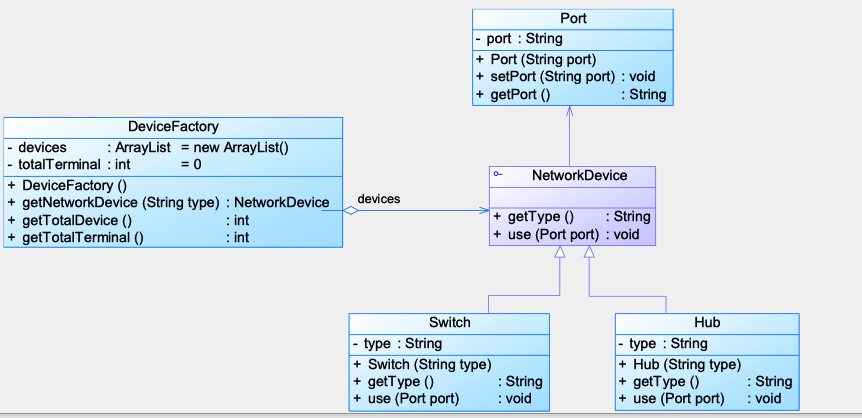 Port
- port : String
+ Port (String port)
+ setPort (String port) : void
+ getPort () : String
DeviceFactory
- devices : ArrayList = new ArrayList()
- totalTerminal : int = 0
+ DeviceFactory ()
+ getNetworkDevice (String type) : NetworkDevice
+ getTotalDevice () : int
+ getTotalTerminal () : int
devices
NetworkDevice
+ getType () : String
+ use (Port port) : void
Switch
- type : String
+ Switch (String type)
+ getType () : String
+ use (Port port) : void
Hub
- type : String
+ Hub (String type)
+ getType () : String
+ use (Port port) : void